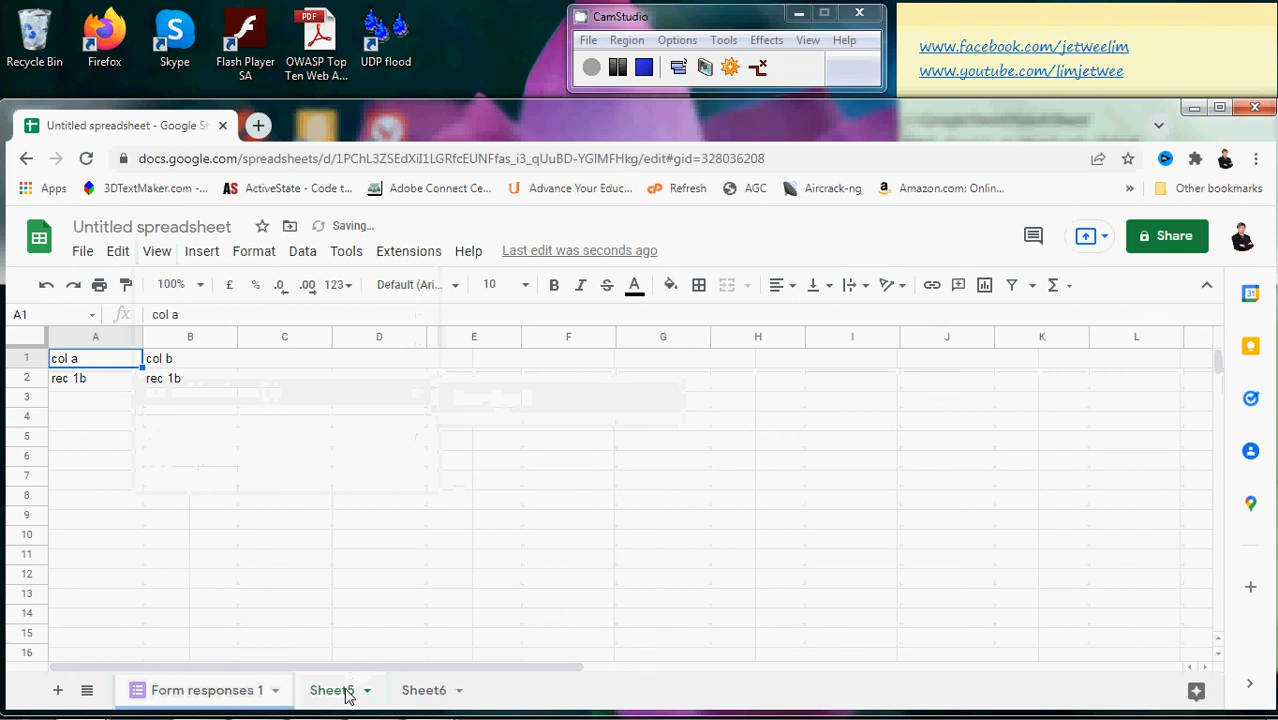 CamStudio
File Region Options Tools Effects View Help
www.facebook.com/jetweelim
www.youtube.com/limjetwee
Recycle Bin
Firefox
Skype
Flash Player SA
OWASP Top Ten Web A...
UDP flood
Untitled spreadsheet - Google Sh
docs.google.com/spreadsheets/d/1PChL3ZSEdXiI1LGRfcEUNFfas_i3_qUuBD-YGIMFHkg/edit#gid=328036208
Apps 3DTextMaker.com -... ActiveState - Code t... Adobe Connect Ce... Advance Your Educ... Refresh AGC Aircrack-ng Amazon.com: Onlin... » Other bookmarks
Untitled spreadsheet Saving...
File Edit View Insert Format Data Tools Extensions Help Last edit was seconds ago
Share
100% £ % .0 .00 123 Default (Ari... 10 B I S A
A1 fx col a
A B C D E F G H I J K L
1 col a col b
2 rec 1b rec 1b
3
4
5
6
7
8
9
10
11
12
13
14
15
16
Form responses 1 Sheet5 Sheet6